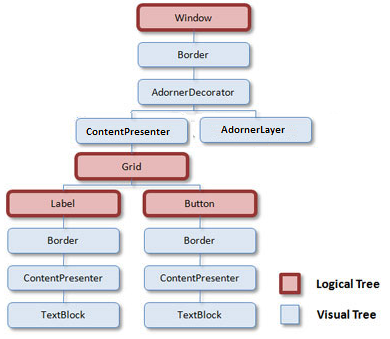 Window
Border
AdornerDecorator
ContentPresenter
AdornerLayer
Grid
Label
Button
Border
Border
ContentPresenter
ContentPresenter
TextBlock
TextBlock
Logical Tree
Visual Tree